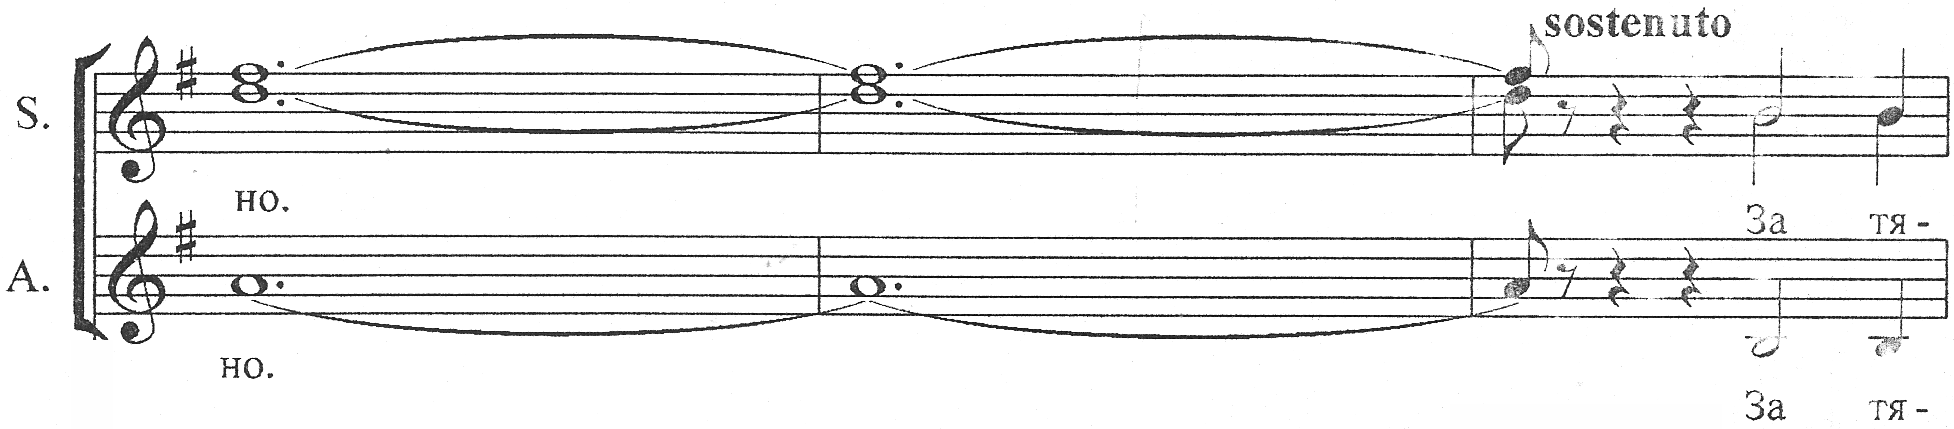 sostenuto
S.
но.
За тя -
A.
но.
За тя -